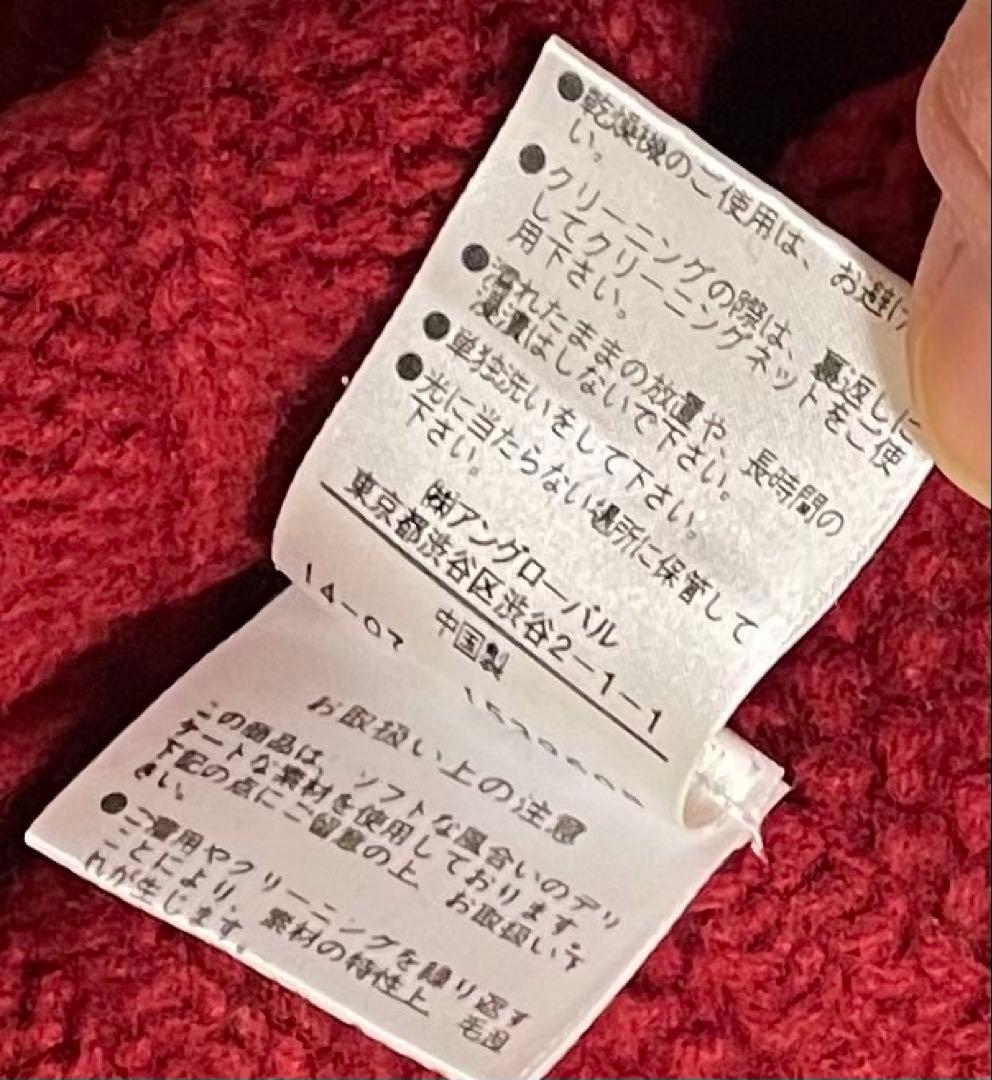 ●乾燥機のご使用は、お避け
い。
●クリーニングの際は、裏返しに
してクリーニングネットをご使
用下さい。
●濡れたままの放置や、長時間の
浸漬はしないで下さい。
●単独洗いをして下さい。
●光に当たらない場所に保管して
下さい。
㈱アングローバル
東京都渋谷区渋谷2-1-1
中国製
14-07
お取扱い上の注意
この商品は、ソフトな風合いのデリ
ケートな素材を使用しております
下記の点にご留意の上 お取扱い下
さい。
●ご着用やクリーニングを繰り返す
ことにより、素材の特性上 毛
れが生じます。